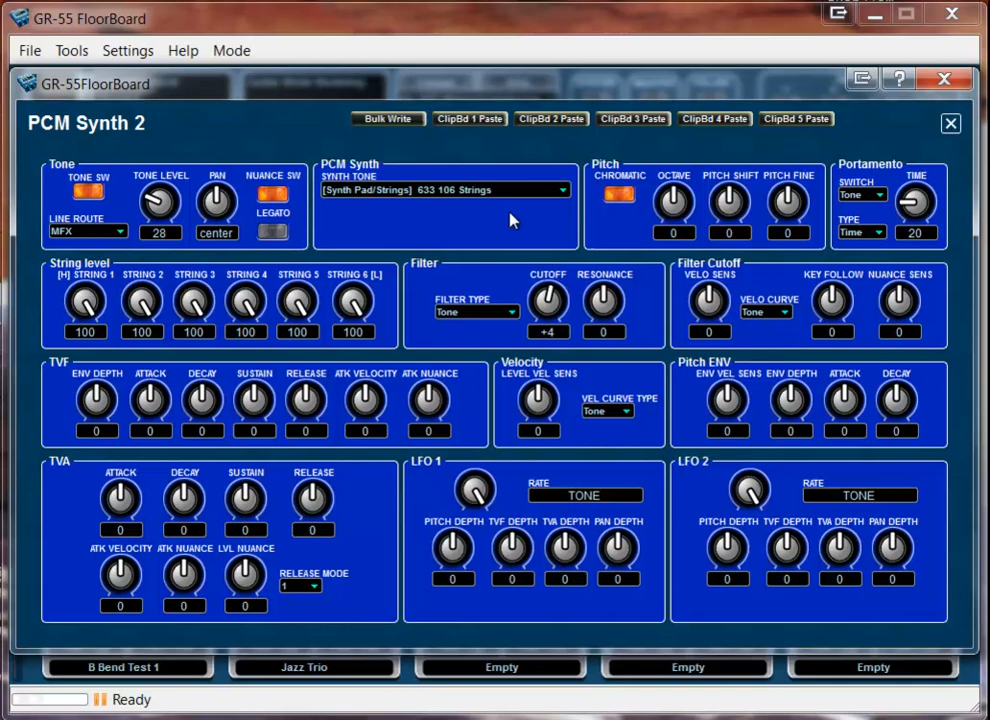 GR-55 FloorBoard
File Tools Settings Help Mode
GR-55FloorBoard
PCM Synth 2
Bulk Write ClipBd 1 Paste ClipBd 2 Paste ClipBd 3 Paste ClipBd 4 Paste ClipBd 5 Paste
Tone
TONE SW TONE LEVEL PAN NUANCE SW
LEGATO
LINE ROUTE
MFX 28 center
PCM Synth
SYNTH TONE
[Synth Pad/Strings] 633 106 Strings
Pitch
CHROMATIC OCTAVE PITCH SHIFT PITCH FINE
0 0 0
Portamento
SWITCH TIME
Tone
TYPE
Time 20
String level
[H] STRING 1 STRING 2 STRING 3 STRING 4 STRING 5 STRING 6 [L]
100 100 100 100 100 100
Filter
CUTOFF RESONANCE
FILTER TYPE
Tone
+4 0
Filter Cutoff
VELO SENS KEY FOLLOW NUANCE SENS
VELO CURVE
Tone
0 0 0
TVF
ENV DEPTH ATTACK DECAY SUSTAIN RELEASE ATK VELOCITY ATK NUANCE
0 0 0 0 0 0 0
Velocity
LEVEL VEL SENS
VEL CURVE TYPE
Tone
0
Pitch ENV
ENV VEL SENS ENV DEPTH ATTACK DECAY
0 0 0 0
TVA
ATTACK DECAY SUSTAIN RELEASE
0 0 0 0
ATK VELOCITY ATK NUANCE LVL NUANCE
RELEASE MODE
1
0 0 0
LFO 1
RATE
TONE
PITCH DEPTH TVF DEPTH TVA DEPTH PAN DEPTH
0 0 0 0
LFO 2
RATE
TONE
PITCH DEPTH TVF DEPTH TVA DEPTH PAN DEPTH
0 0 0 0
B Bend Test 1 Jazz Trio Empty Empty Empty
Ready